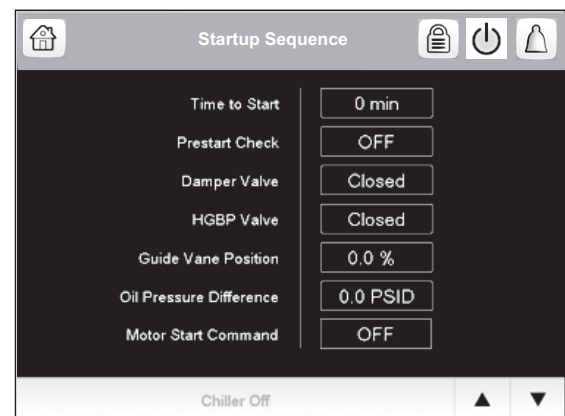 Startup Sequence
Time to Start 0 min
Prestart Check OFF
Damper Valve Closed
HGBP Valve Closed
Guide Vane Position 0.0 %
Oil Pressure Difference 0.0 PSID
Motor Start Command OFF
Chiller Off